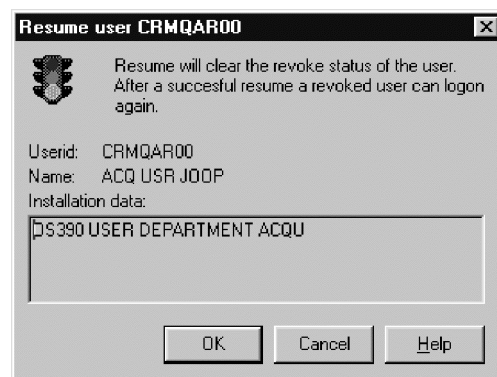 Resume user CRMQAR00
Resume will clear the revoke status of the user.
After a succesful resume a revoked user can logon
again.
Userid: CRMQAR00
Name: ACQ USR JOOP
Installation data:
OS390 USER DEPARTMENT ACQU
OK Cancel Help